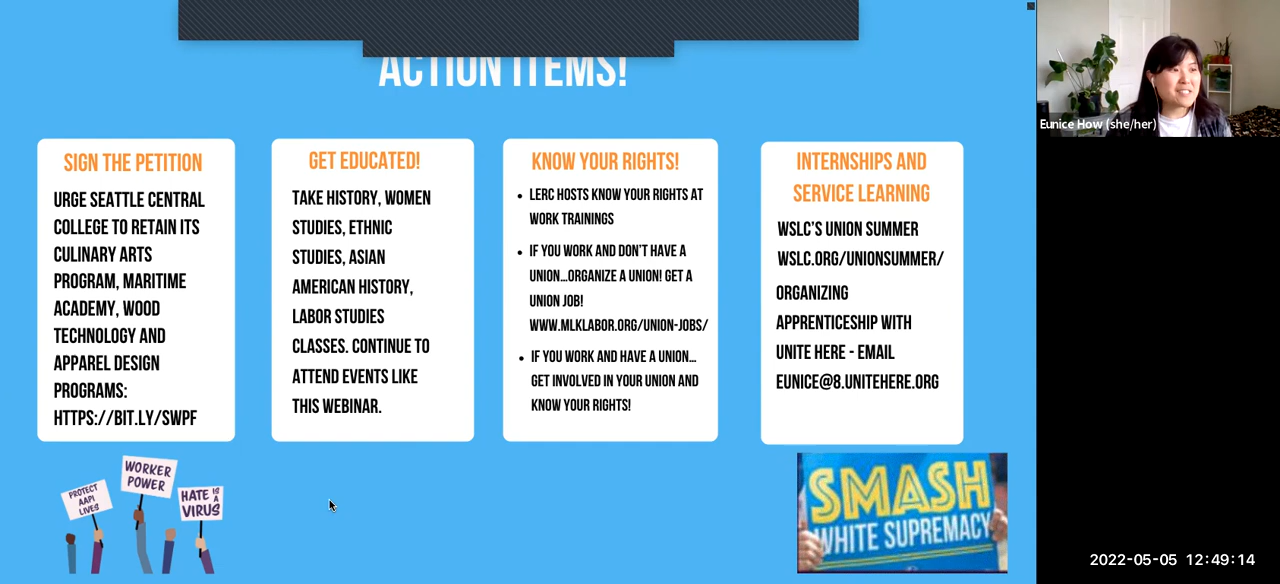 ACTION ITEMS!
SIGN THE PETITION
URGE SEATTLE CENTRAL
COLLEGE TO RETAIN ITS
CULINARY ARTS
PROGRAM, MARITIME
ACADEMY, WOOD
TECHNOLOGY AND
APPAREL DESIGN
PROGRAMS:
HTTPS://BIT.LY/SWPF
GET EDUCATED!
TAKE HISTORY, WOMEN
STUDIES, ETHNIC
STUDIES, ASIAN
AMERICAN HISTORY,
LABOR STUDIES
CLASSES. CONTINUE TO
ATTEND EVENTS LIKE
THIS WEBINAR.
KNOW YOUR RIGHTS!
• LERC HOSTS KNOW YOUR RIGHTS AT
WORK TRAININGS
• IF YOU WORK AND DON'T HAVE A
UNION...ORGANIZE A UNION! GET A
UNION JOB!
WWW.MLKLABOR.ORG/UNION-JOBS/
• IF YOU WORK AND HAVE A UNION...
GET INVOLVED IN YOUR UNION AND
KNOW YOUR RIGHTS!
INTERNSHIPS AND
SERVICE LEARNING
WSLC'S UNION SUMMER
WSLC.ORG/UNIONSUMMER/
ORGANIZING
APPRENTICESHIP WITH
UNITE HERE - EMAIL
EUNICE@8.UNITEHERE.ORG
PROTECT
AAPI
LIVES
WORKER
POWER
HATE IS
A
VIRUS
SMASH
WHITE SUPREMACY
Eunice How (she/her)
2022-05-05 12:49:14